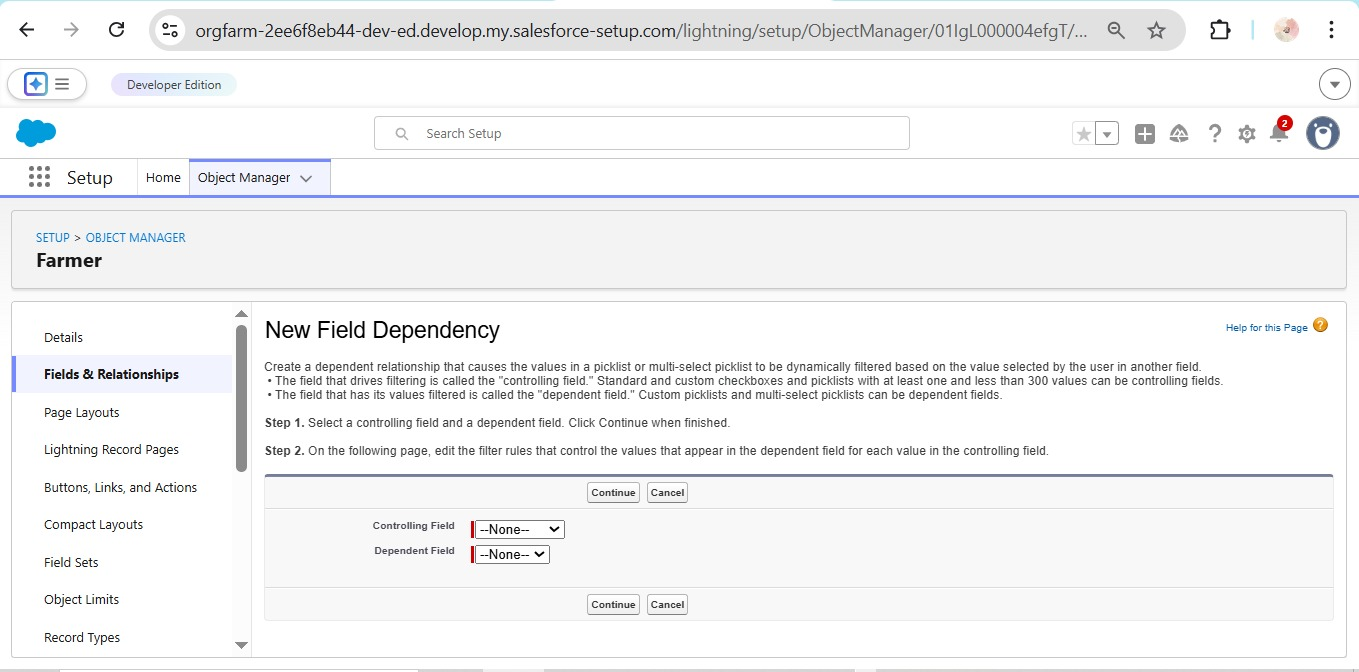 orgfarm-2ee6f8eb44-dev-ed.develop.my.salesforce-setup.com/lightning/setup/ObjectManager/01IgL000004efgT/...
Developer Edition
Search Setup
2
Setup
Home
Object Manager
SETUP > OBJECT MANAGER
Farmer
Details
Fields & Relationships
Page Layouts
Lightning Record Pages
Buttons, Links, and Actions
Compact Layouts
Field Sets
Object Limits
Record Types
New Field Dependency
Help for this Page ?
Create a dependent relationship that causes the values in a picklist or multi-select picklist to be dynamically filtered based on the value selected by the user in another field.
• The field that drives filtering is called the "controlling field." Standard and custom checkboxes and picklists with at least one and less than 300 values can be controlling fields.
• The field that has its values filtered is called the "dependent field." Custom picklists and multi-select picklists can be dependent fields.
Step 1. Select a controlling field and a dependent field. Click Continue when finished.
Step 2. On the following page, edit the filter rules that control the values that appear in the dependent field for each value in the controlling field.
Continue Cancel
Controlling Field --None--
Dependent Field --None--
Continue Cancel